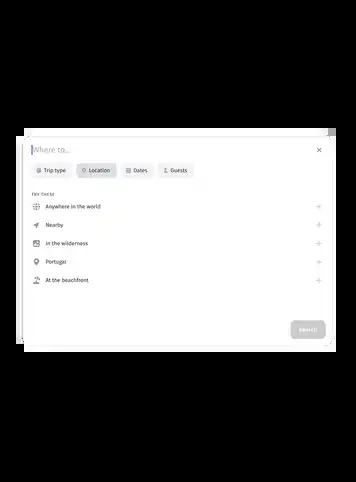 Where to...
Trip type Location Dates Guests
TRY THESE
Anywhere in the world
Nearby
In the wilderness
Portugal
At the beachfront
SEARCH